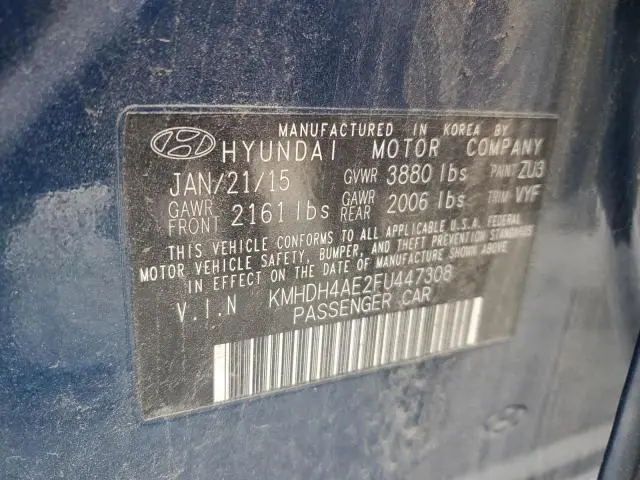 MANUFACTURED IN KOREA BY
HYUNDAI MOTOR COMPANY
JAN/21/15 GVWR 3880 lbs PAINT ZU3
GAWR FRONT 2161 lbs GAWR REAR 2006 lbs TRIM VYF
THIS VEHICLE CONFORMS TO ALL APPLICABLE U.S.A. FEDERAL
MOTOR VEHICLE SAFETY, BUMPER, AND THEFT PREVENTION STANDARDS
IN EFFECT ON THE DATE OF MANUFACTURE SHOWN ABOVE.
V.I.N KMHDH4AE2FU447308
PASSENGER CAR